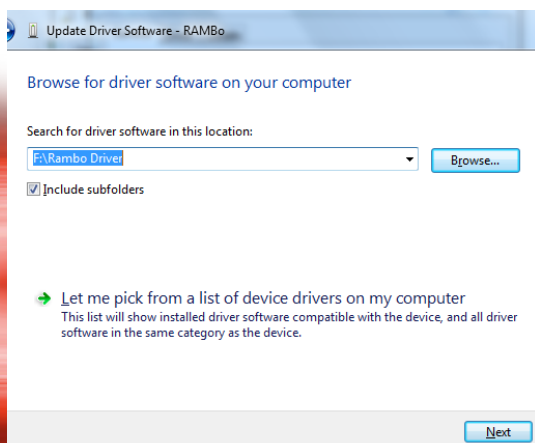 Update Driver Software - RAMBo
Browse for driver software on your computer
Search for driver software in this location:
F:\Rambo Driver
Browse...
Include subfolders
Let me pick from a list of device drivers on my computer
This list will show installed driver software compatible with the device, and all driver
software in the same category as the device.
Next